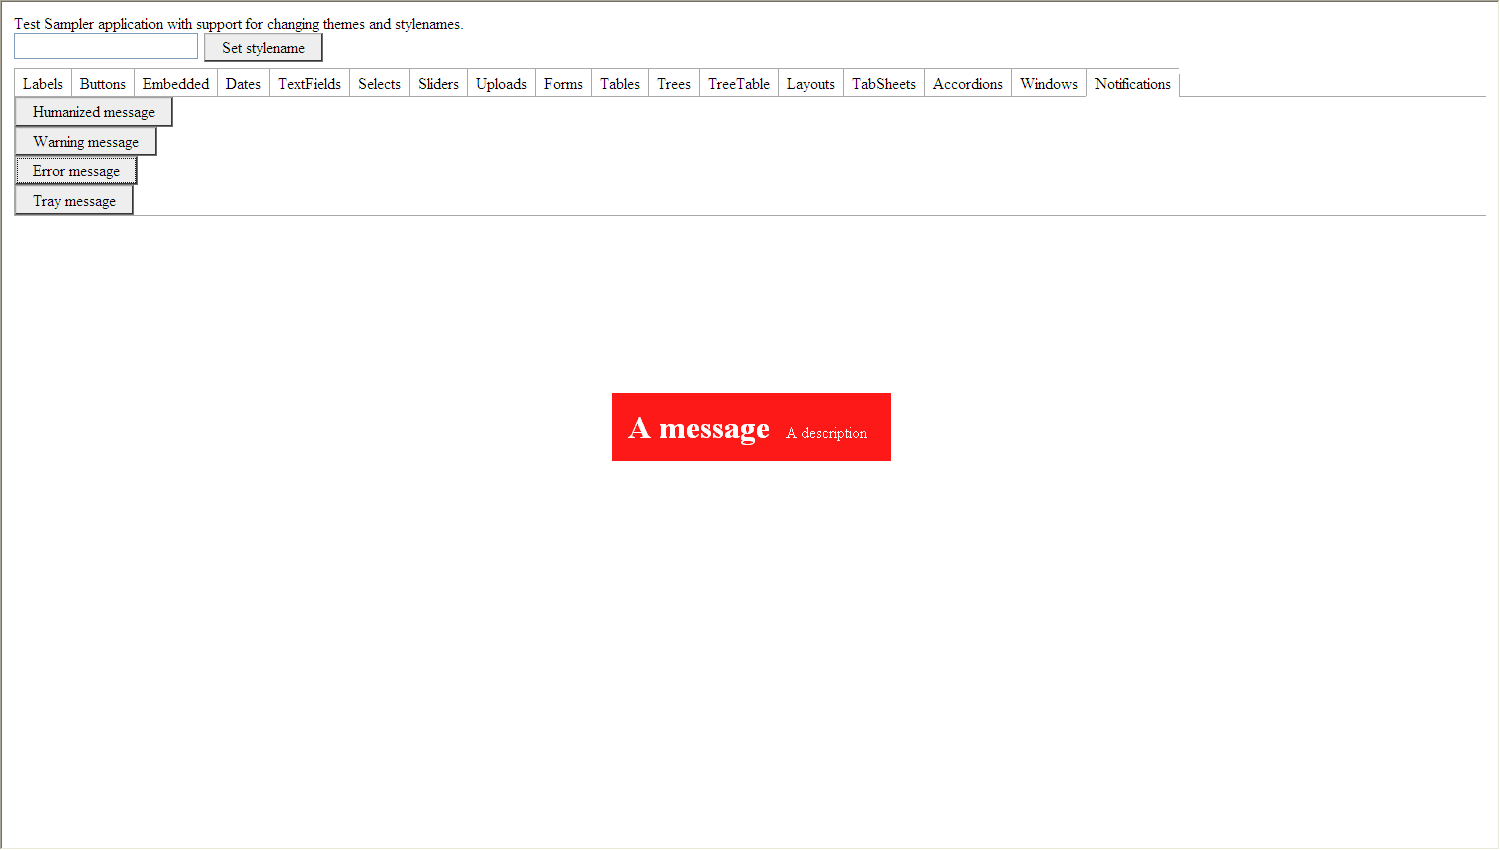 Test Sampler application with support for changing themes and stylenames.
Set stylename
Labels Buttons Embedded Dates TextFields Selects Sliders Uploads Forms Tables Trees TreeTable Layouts TabSheets Accordions Windows Notifications
Humanized message
Warning message
Error message
Tray message
A message A description